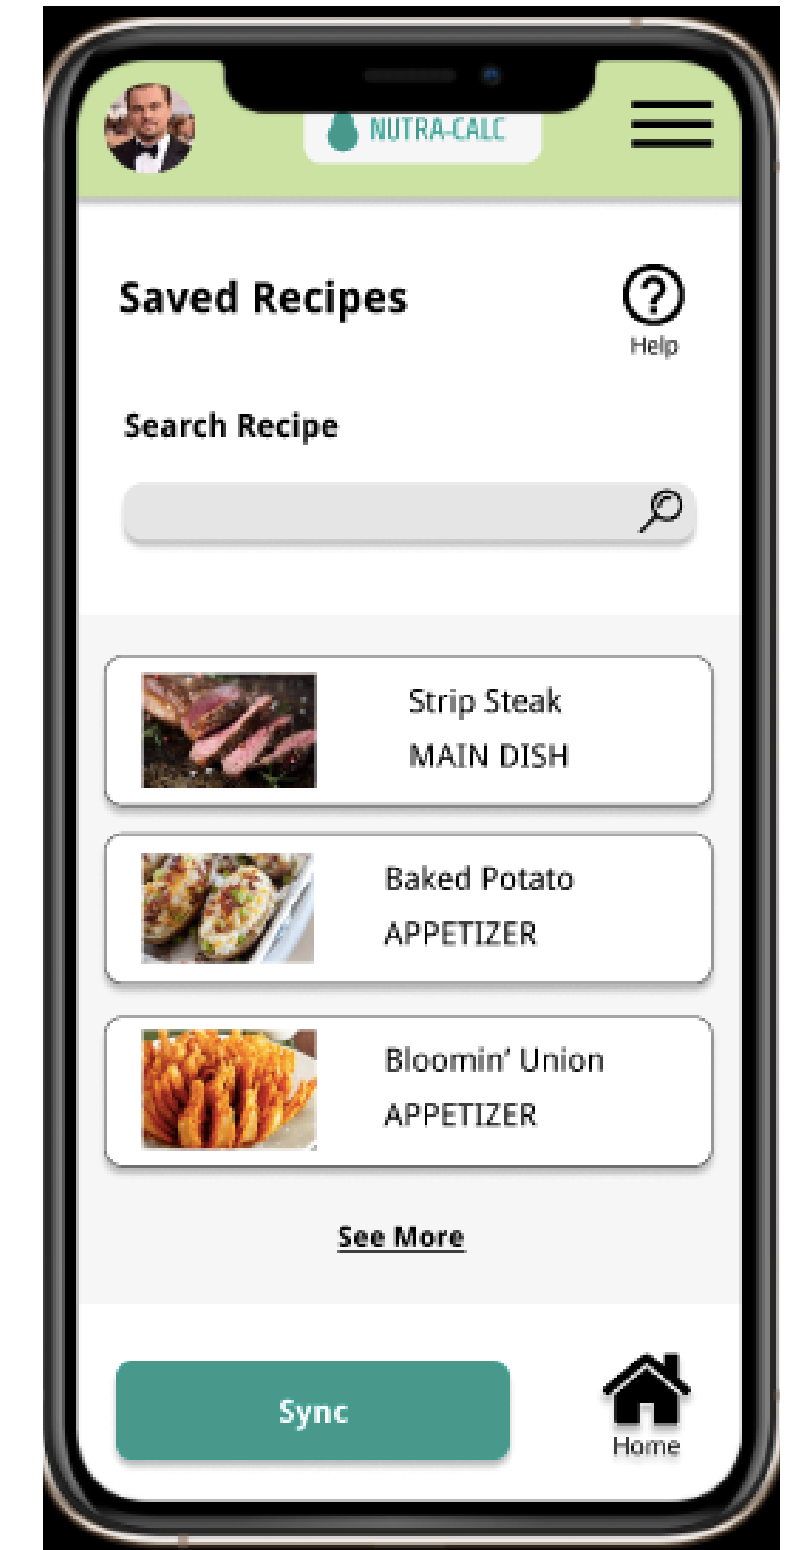 NUTRA-CALC
Saved Recipes
Help
Search Recipe
Strip Steak
MAIN DISH
Baked Potato
APPETIZER
Bloomin’ Union
APPETIZER
See More
Sync
Home